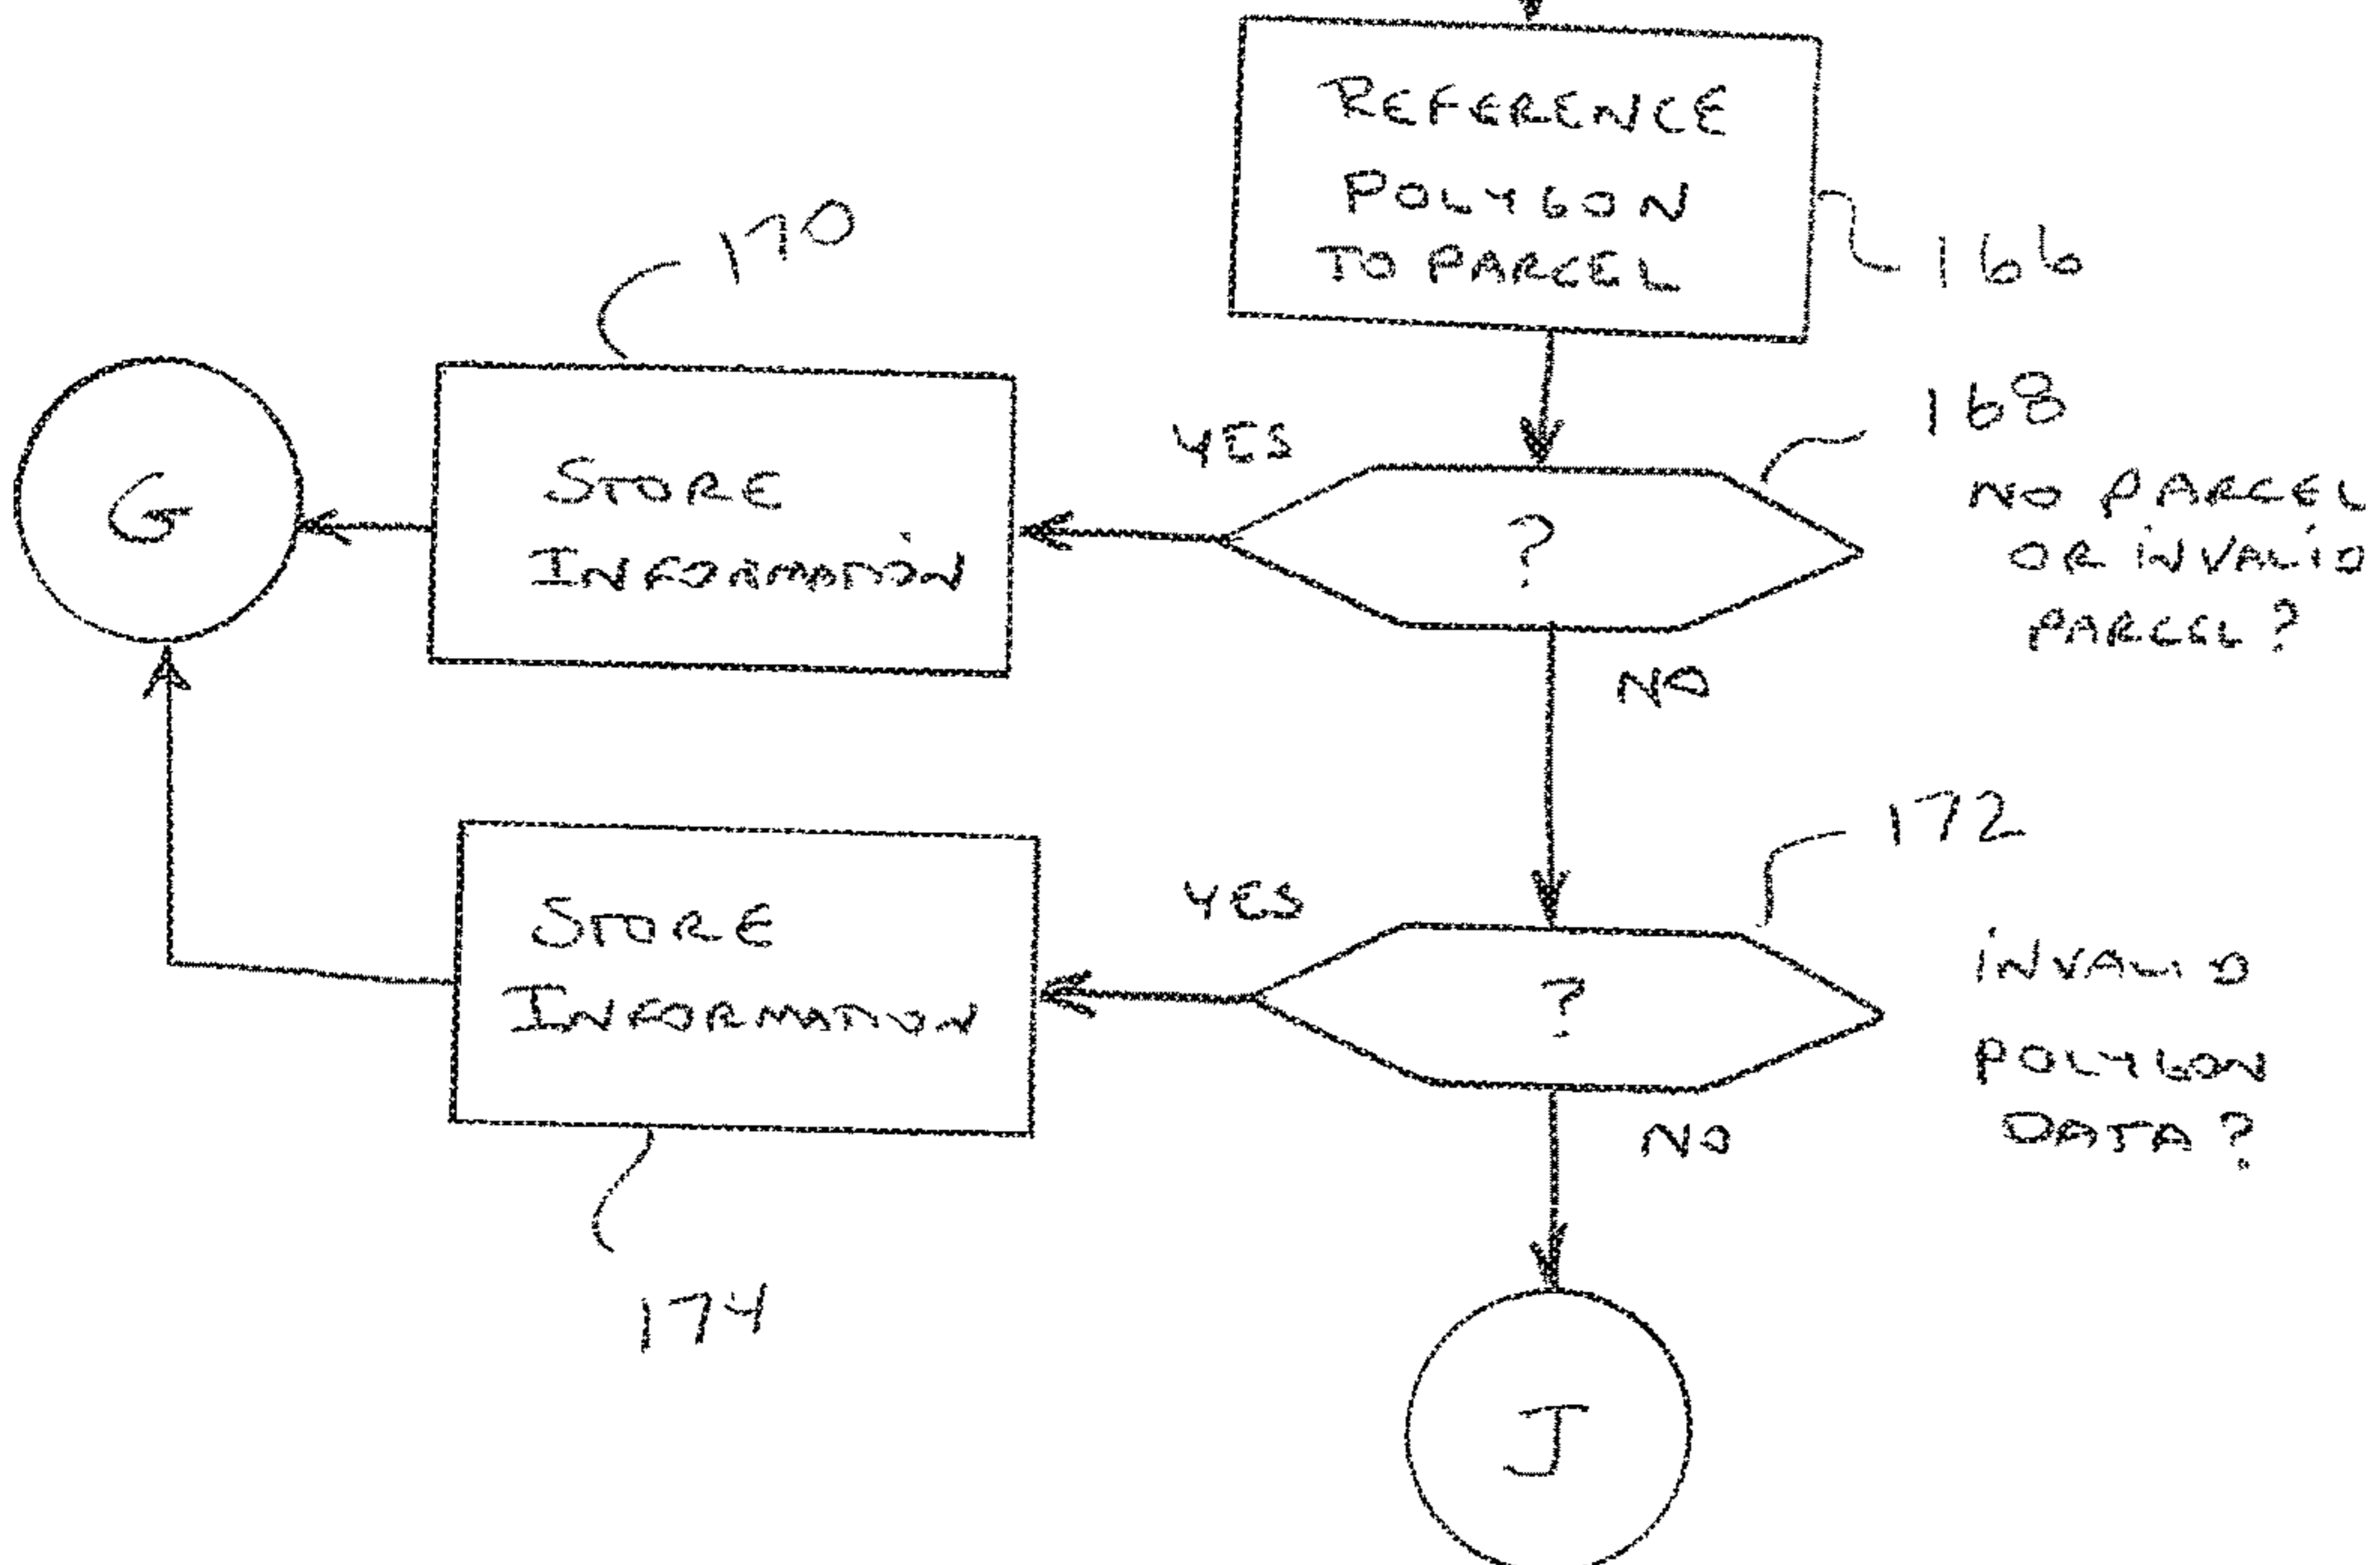 REFERENCE
POLYGON
TO PARCEL
166
170
168
NO PARCEL
OR INVALID
PARCEL?
YES
?
STORE
INFORMATION
G
NO
172
INVALID
POLYGON
DATA?
YES
?
STORE
INFORMATION
NO
174
J